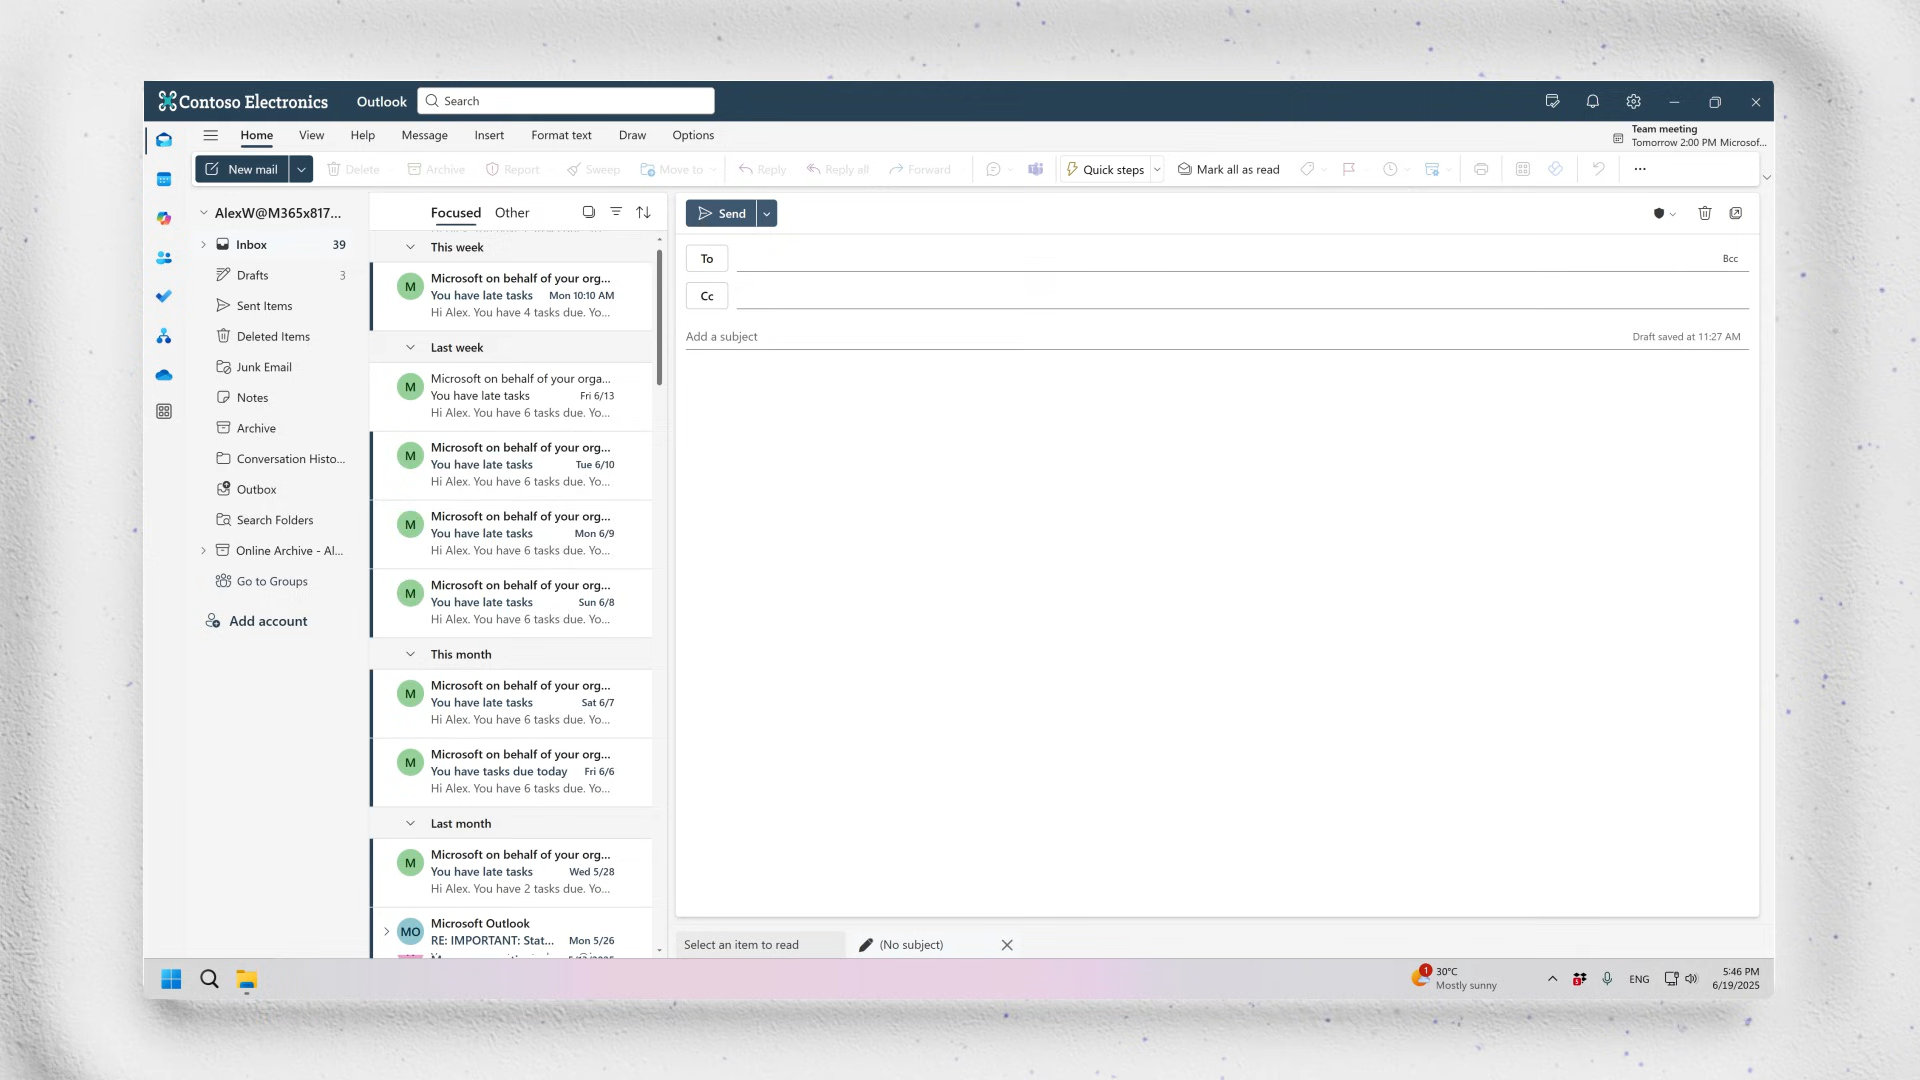 Contoso Electronics
Outlook
Search
Home
View
Help
Message
Insert
Format text
Draw
Options
Team meeting
Tomorrow 2:00 PM Microsof...
New mail
Delete
Archive
Report
Sweep
Move to
Reply
Reply all
Forward
Quick steps
Mark all as read
AlexW@M365x817...
Inbox 39
Drafts 3
Sent Items
Deleted Items
Junk Email
Notes
Archive
Conversation Histo...
Outbox
Search Folders
Online Archive - Al...
Go to Groups
Add account
Focused
Other
This week
M
Microsoft on behalf of your org...
You have late tasks Mon 10:10 AM
Hi Alex. You have 4 tasks due. Yo...
Last week
M
Microsoft on behalf of your orga...
You have late tasks Fri 6/13
Hi Alex. You have 6 tasks due. Yo...
M
Microsoft on behalf of your org...
You have late tasks Tue 6/10
Hi Alex. You have 6 tasks due. Yo...
M
Microsoft on behalf of your org...
You have late tasks Mon 6/9
Hi Alex. You have 6 tasks due. Yo...
M
Microsoft on behalf of your org...
You have late tasks Sun 6/8
Hi Alex. You have 6 tasks due. Yo...
This month
M
Microsoft on behalf of your org...
You have late tasks Sat 6/7
Hi Alex. You have 6 tasks due. Yo...
M
Microsoft on behalf of your org...
You have tasks due today Fri 6/6
Hi Alex. You have 6 tasks due. Yo...
Last month
M
Microsoft on behalf of your org...
You have late tasks Wed 5/28
Hi Alex. You have 2 tasks due. Yo...
MO
Microsoft Outlook
RE: IMPORTANT: Stat... Mon 5/26
Send
To
Bcc
Cc
Add a subject
Draft saved at 11:27 AM
Select an item to read
(No subject)
1
30°C
Mostly sunny
ENG
5:46 PM
6/19/2025